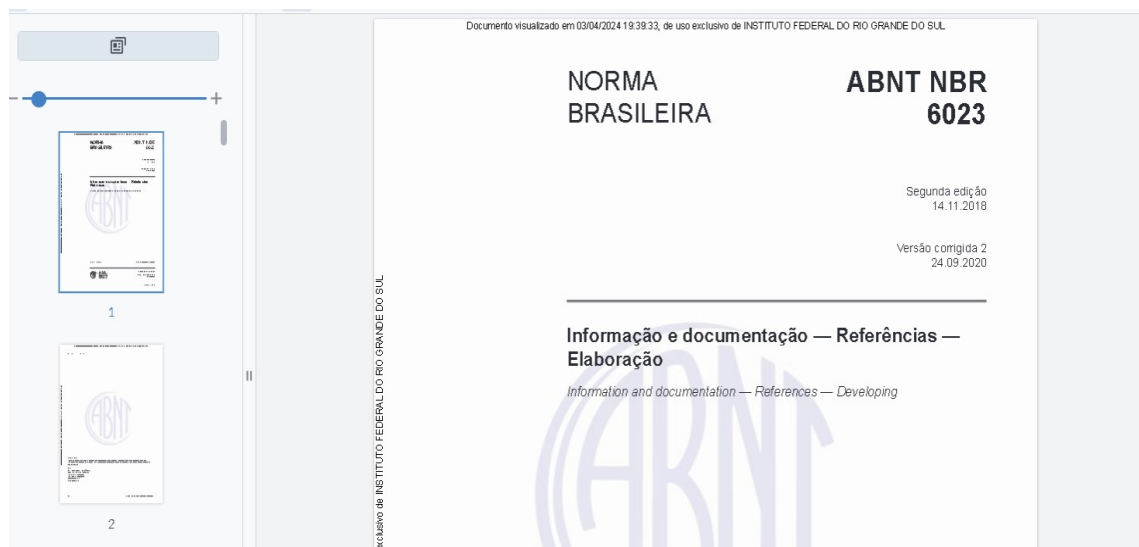 Documento visualizado em 03/04/2024 19:39:33, de uso exclusivo de INSTITUTO FEDERAL DO RIO GRANDE DO SUL
NORMA
BRASILEIRA
ABNT NBR
6023
Segunda edição
14.11.2018
Versão corrigida 2
24.09.2020
Informação e documentação — Referências —
Elaboração
Information and documentation — References — Developing
ABNT
exclusivo de INSTITUTO FEDERAL DO RIO GRANDE DO SUL
1
2